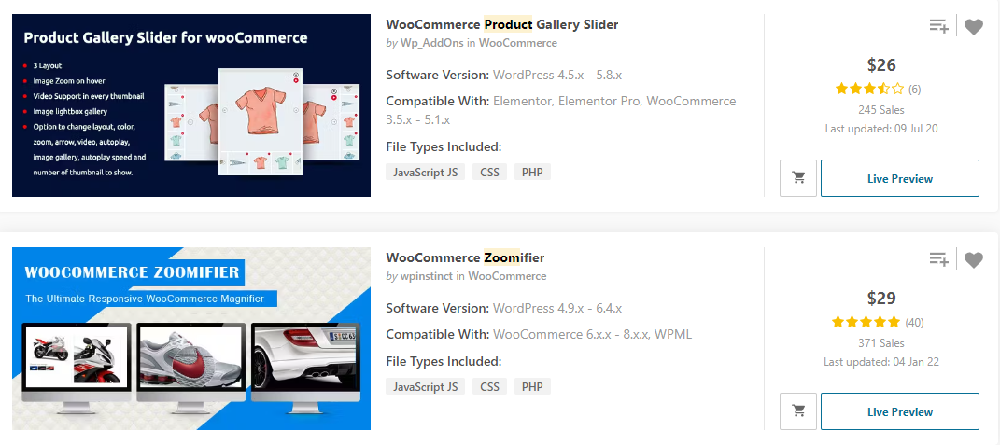 Product Gallery Slider for wooCommerce
3 Layout
Image Zoom on hover
Video Support in every thumbnail
Image lightbox gallery
Option to change layout, color,
zoom, arrow, video, autoplay,
image gallery, autoplay speed and
number of thumbnail to show.
WooCommerce Product Gallery Slider
by Wp_AddOns in WooCommerce
Software Version: WordPress 4.5.x - 5.8.x
Compatible With: Elementor, Elementor Pro, WooCommerce
3.5.x - 5.1.x
File Types Included:
JavaScript JS CSS PHP
$26
(6)
245 Sales
Last updated: 09 Jul 20
Live Preview
WOOCOMMERCE ZOOMIFIER
The Ultimate Responsive WooCommerce Magnifier
WooCommerce Zoomifier
by wpinstinct in WooCommerce
Software Version: WordPress 4.9.x - 6.4.x
Compatible With: WooCommerce 6.x.x - 8.x.x, WPML
File Types Included:
JavaScript JS CSS PHP
$29
(40)
371 Sales
Last updated: 04 Jan 22
Live Preview